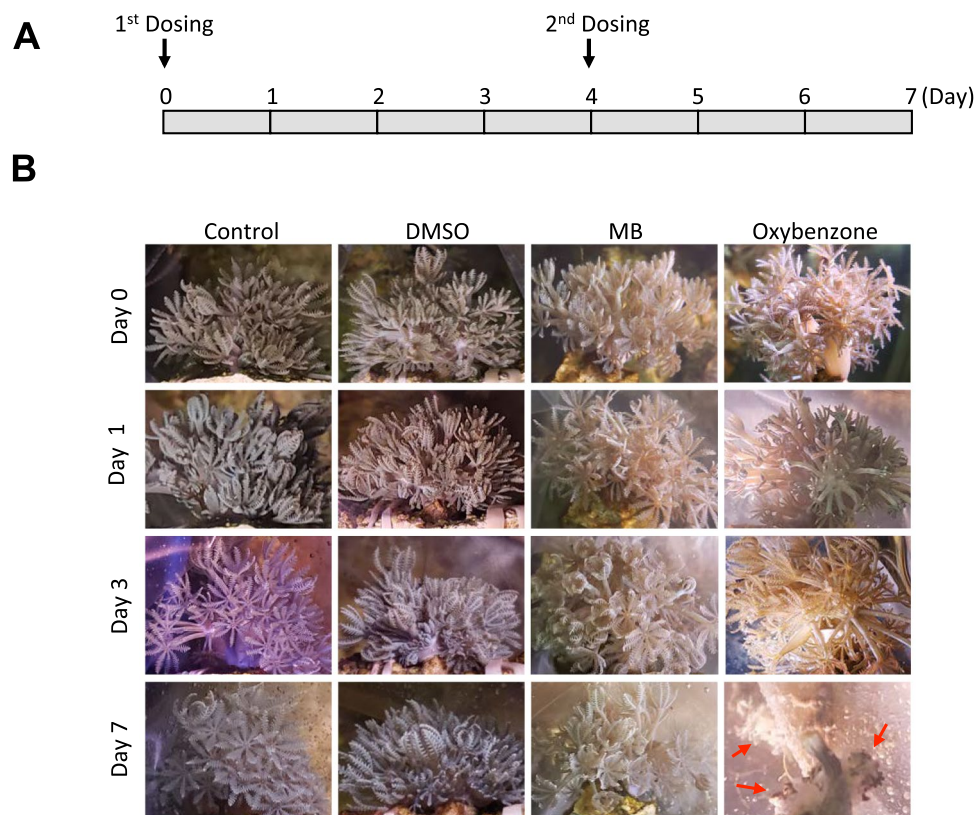 A
1st Dosing 2nd Dosing
0 1 2 3 4 5 6 7 (Day)
B
Control DMSO MB Oxybenzone
Day 0
Day 1
Day 3
Day 7